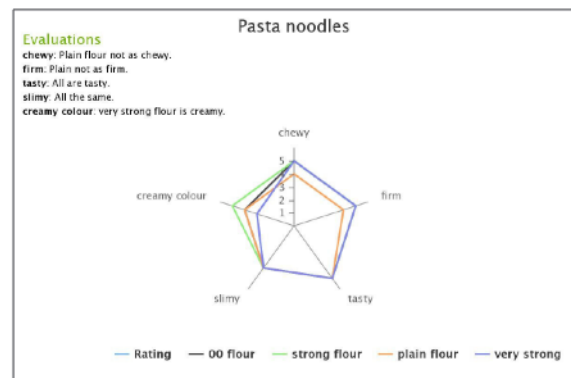 Pasta noodles
Evaluations
chewy: Plain flour not as chewy.
firm: Plain not as firm.
tasty: All are tasty.
slimy: All the same.
creamy colour: very strong flour is creamy.
chewy
5
4
3
2
1
creamy colour
firm
slimy
tasty
Rating
00 flour
strong flour
plain flour
very strong